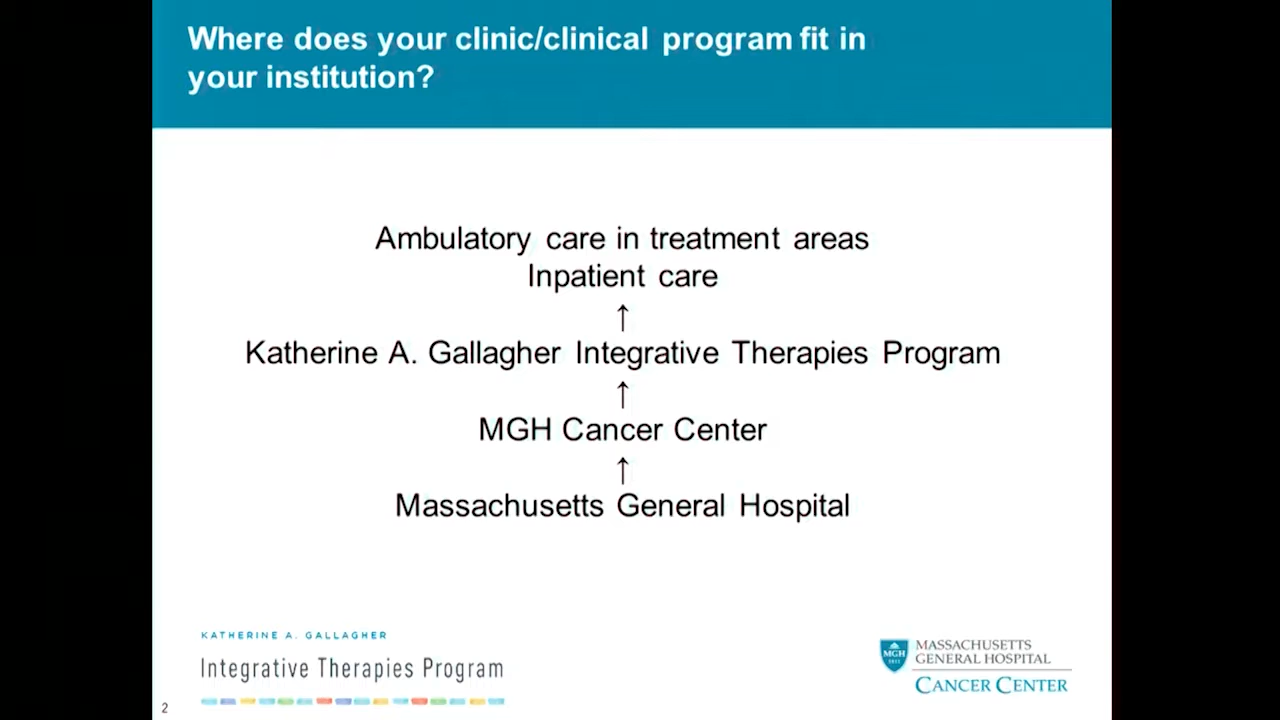 Where does your clinic/clinical program fit in
your institution?
Ambulatory care in treatment areas
Inpatient care
↑
Katherine A. Gallagher Integrative Therapies Program
↑
MGH Cancer Center
↑
Massachusetts General Hospital
KATHERINE A. GALLAGHER
Integrative Therapies Program
MGH
1811
MASSACHUSETTS
GENERAL HOSPITAL
CANCER CENTER
2